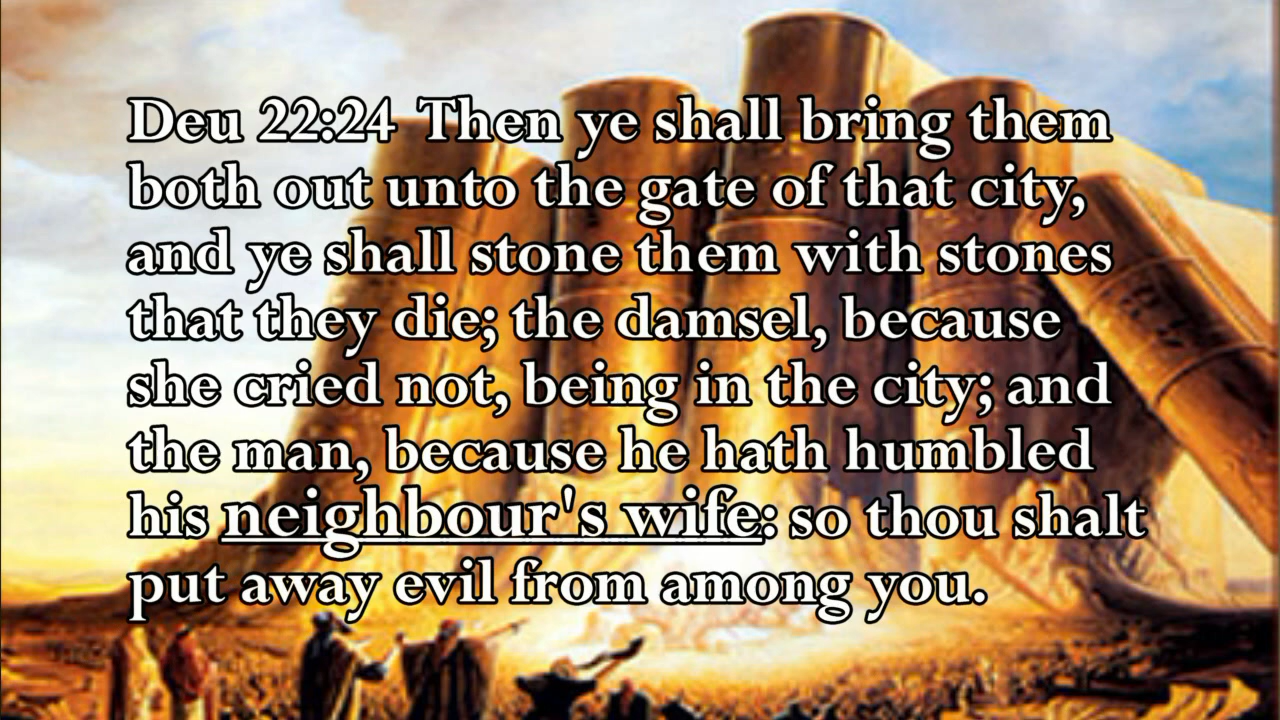 Deu 22:24 Then ye shall bring them
both out unto the gate of that city,
and ye shall stone them with stones
that they die; the damsel, because
she cried not, being in the city; and
the man, because he hath humbled
his neighbour's wife: so thou shalt
put away evil from among you.